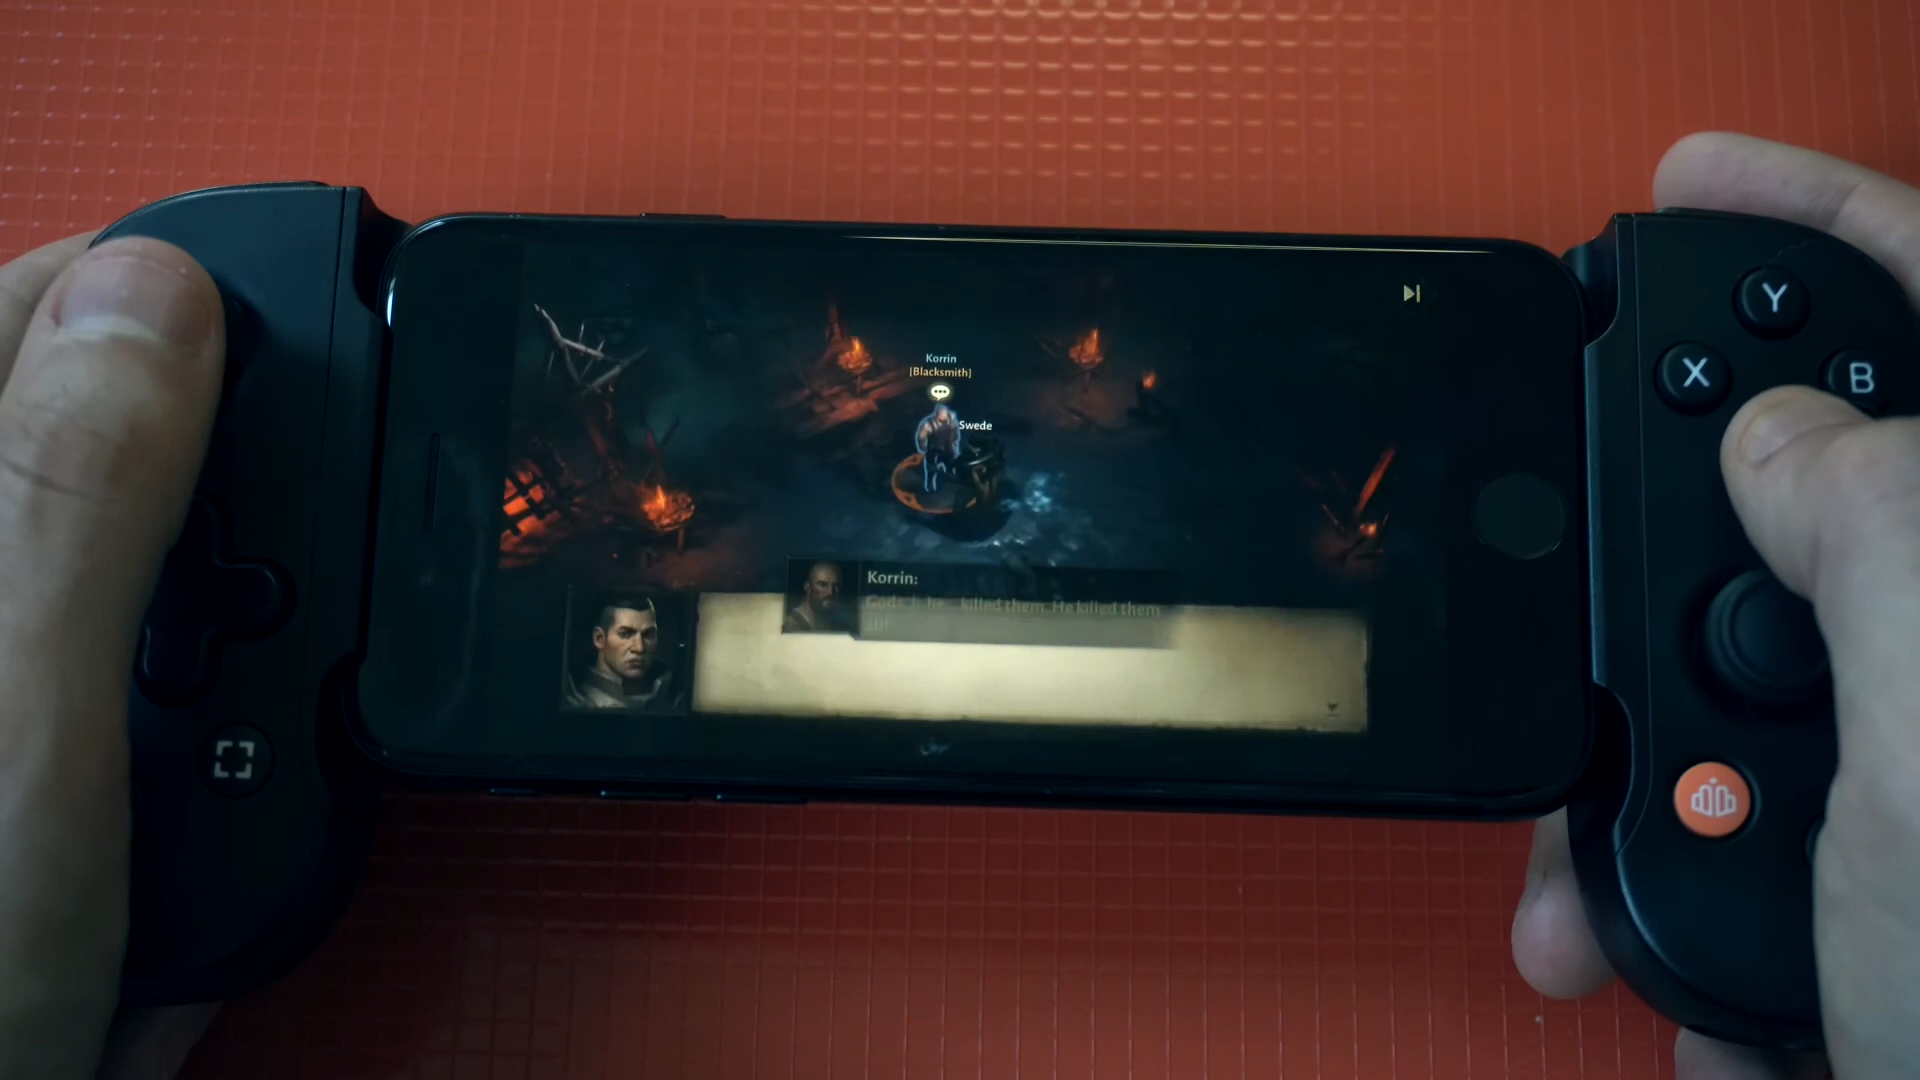 Korrin
[Blacksmith]
Swede
Korrin:
killed them. He killed them
Y
X
B